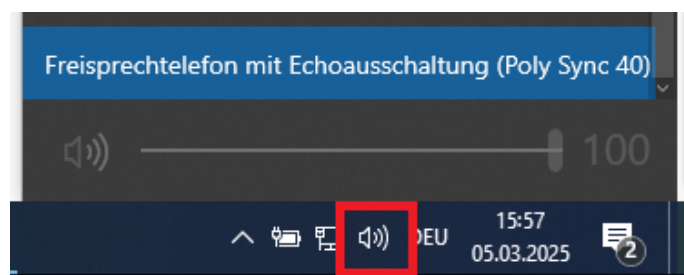 Freisprechtelefon mit Echoausschaltung (Poly Sync 40)
100
DEU
15:57
05.03.2025
2